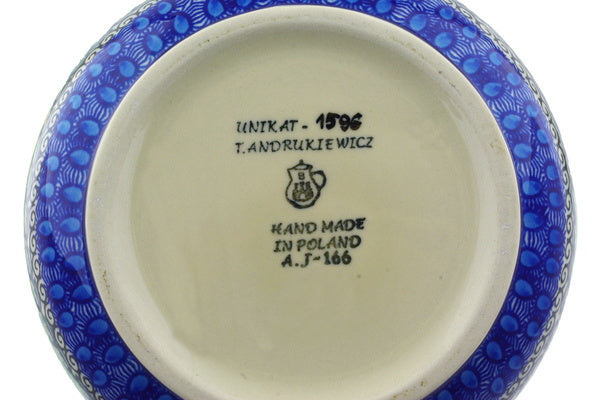 UNIKAT - 1596
T. ANDRUKIEWICZ
HAND MADE
IN POLAND
A.J-166